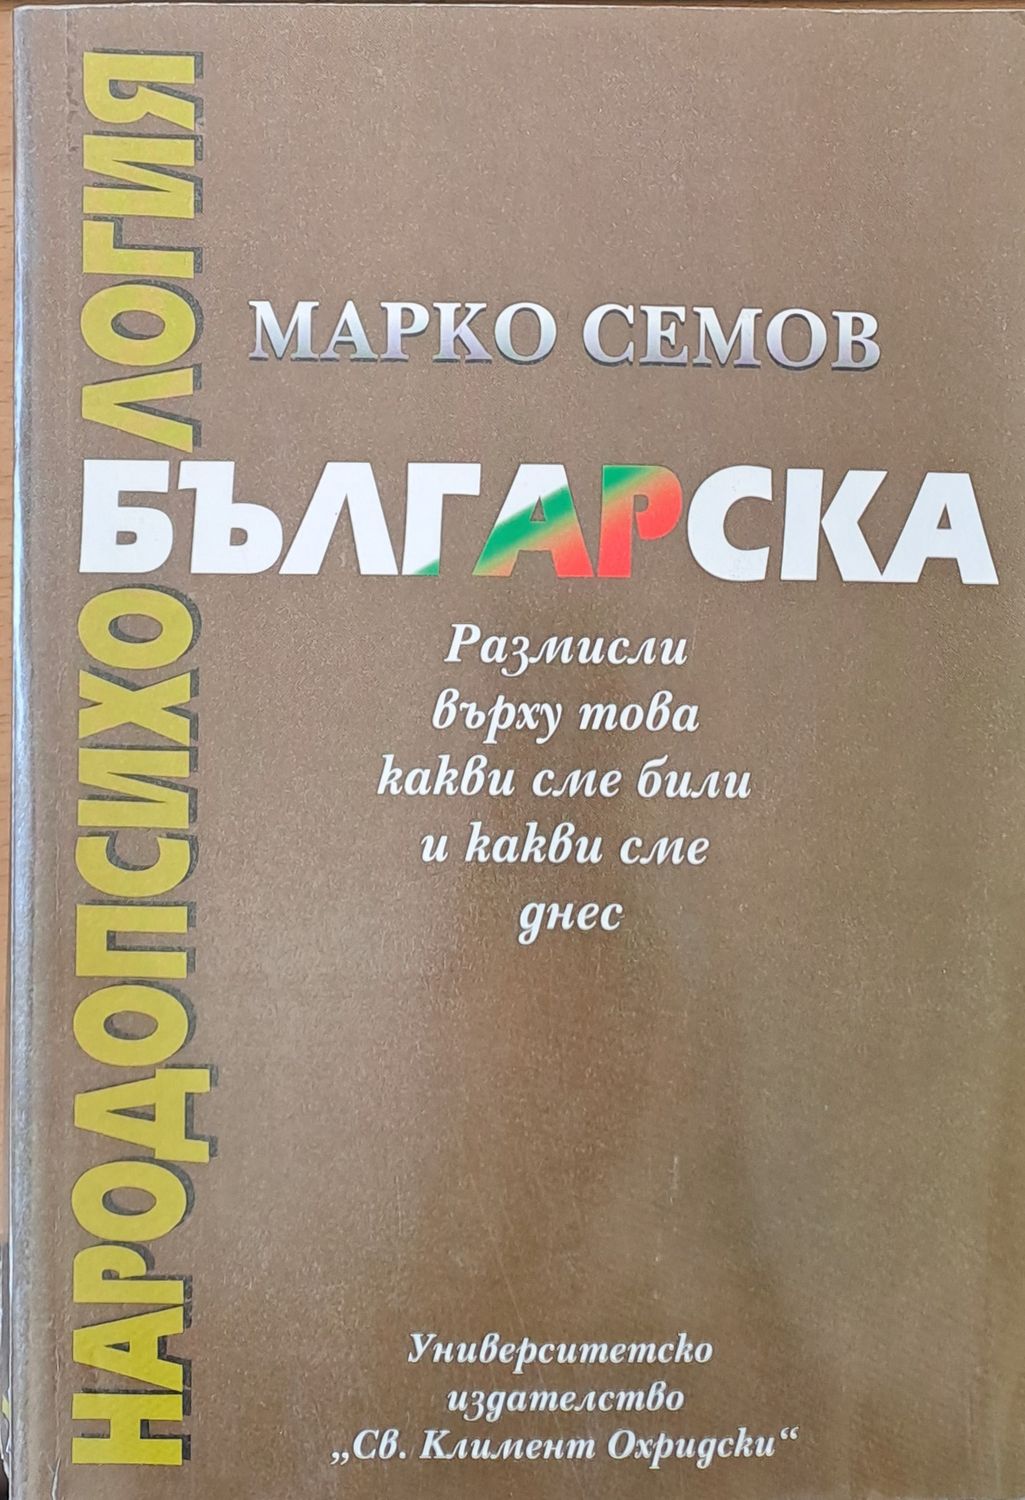 МАРКО СЕМОВ
БЪЛГАРСКА
НАРОДОПСИХОЛОГИЯ
Размисли
върху това
какви сме били
и какви сме
днес
Университетско
издателство
„Св. Климент Охридски“